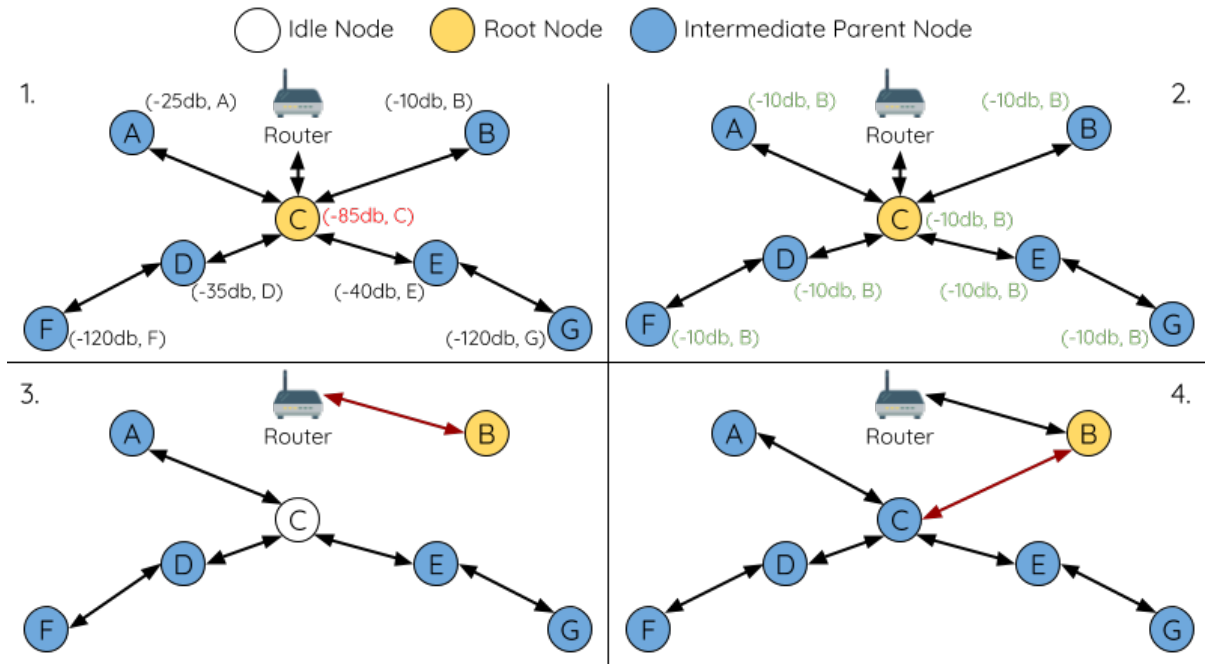 Idle Node Root Node Intermediate Parent Node
1.
(-25db, A)
(-10db, B)
A
Router
B
C
(-85db, C)
D
E
(-35db, D)
(-40db, E)
F
(-120db, F)
(-120db, G)
G
2.
(-10db, B)
(-10db, B)
A
Router
B
C
(-10db, B)
D
E
(-10db, B)
(-10db, B)
F
(-10db, B)
(-10db, B)
G
3.
A
Router
B
C
D
E
F
G
4.
A
Router
B
C
D
E
F
G